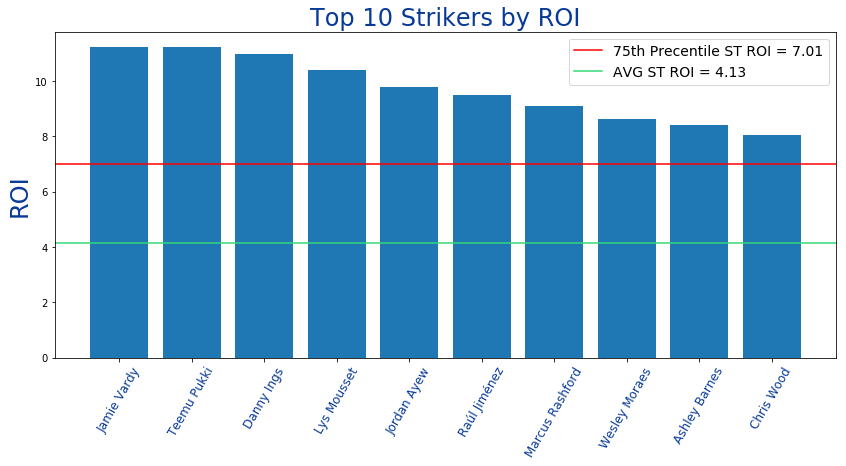 Top 10 Strikers by ROI
75th Precentile ST ROI = 7.01
AVG ST ROI = 4.13
ROI
10
8
6
4
2
0
Jamie Vardy
Teemu Pukki
Danny Ings
Lys Mousset
Jordan Ayew
Raúl Jiménez
Marcus Rashford
Wesley Moraes
Ashley Barnes
Chris Wood